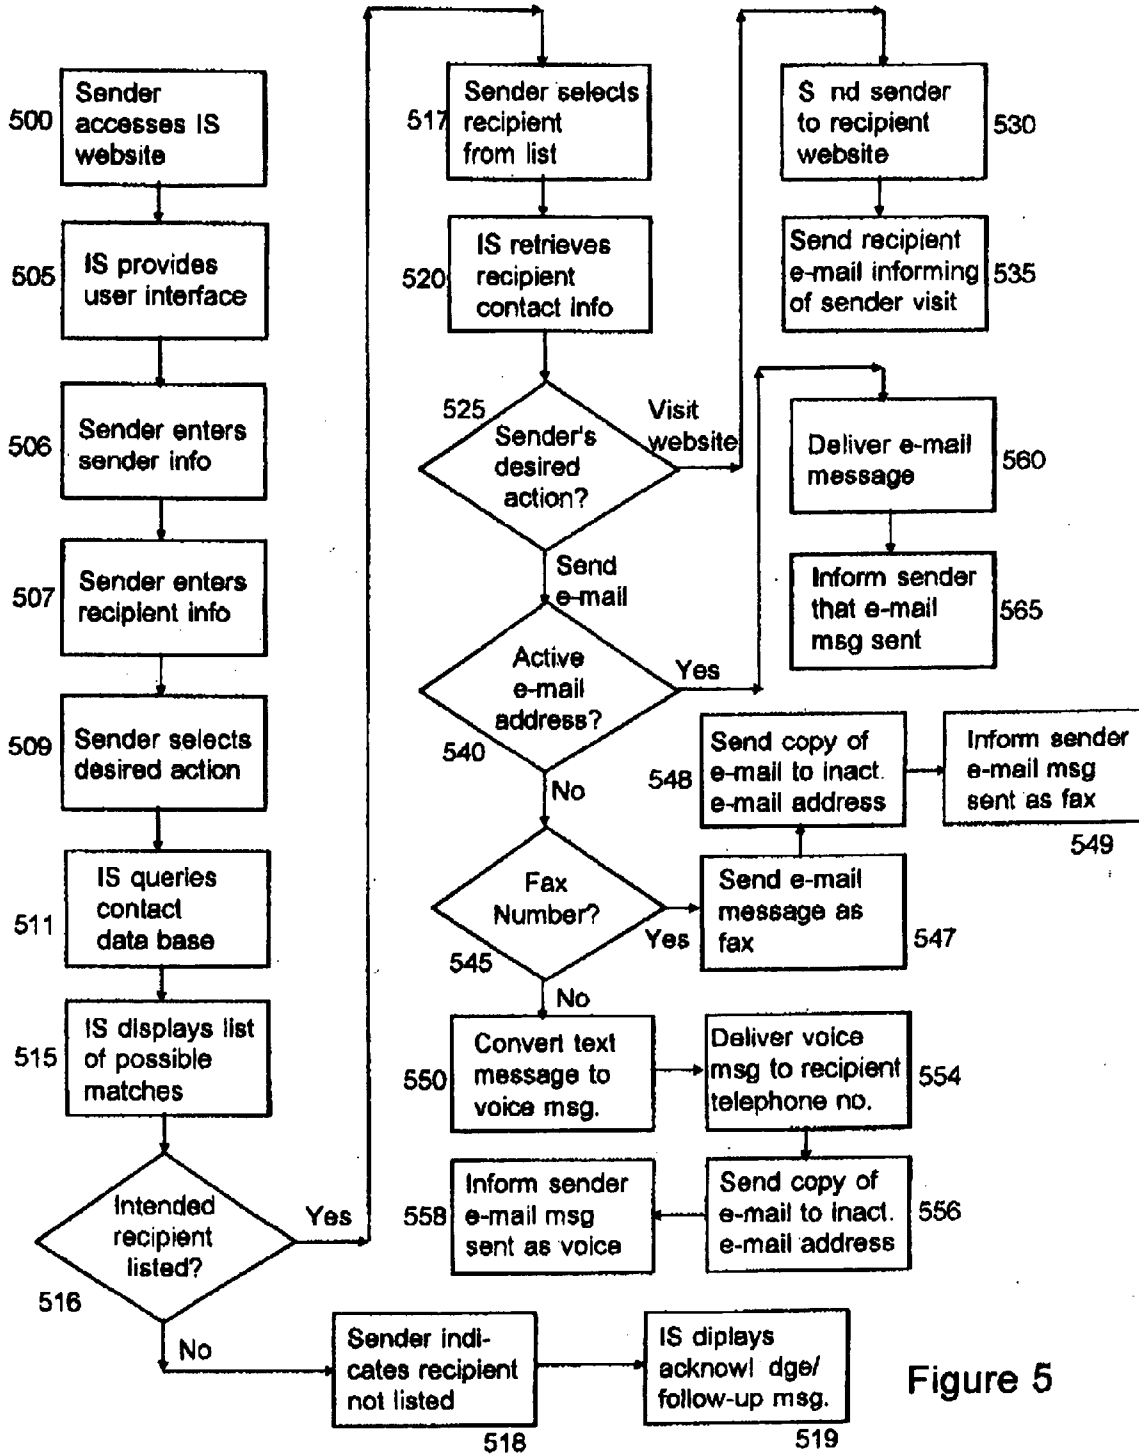 500
Sender
accesses IS
website
505
IS provides
user interface
506
Sender enters
sender info
507
Sender enters
recipient info
509
Sender selects
desired action
511
IS queries
contact
data base
515
IS displays list
of possible
matches
Intended
recipient
listed?
516
Yes
No
Sender indi-
cates recipient
not listed
518
IS diplays
acknowl dge/
follow-up msg.
519
517
Sender selects
recipient
from list
520
IS retrieves
recipient
contact info
525
Sender's
desired
action?
Visit
website
Send
e-mail
S nd sender
to recipient
website
530
Send recipient
e-mail informing
of sender visit
535
Active
e-mail
address?
540
Yes
No
Deliver e-mail
message
560
Inform sender
that e-mail
msg sent
565
Fax
Number?
545
Yes
No
Send e-mail
message as
fax
547
548
Send copy of
e-mail to inact.
e-mail address
Inform sender
e-mail msg
sent as fax
549
550
Convert text
message to
voice msg.
Deliver voice
msg to recipient
telephone no.
554
Send copy of
e-mail to inact.
e-mail address
556
558
Inform sender
e-mail msg
sent as voice
Figure 5